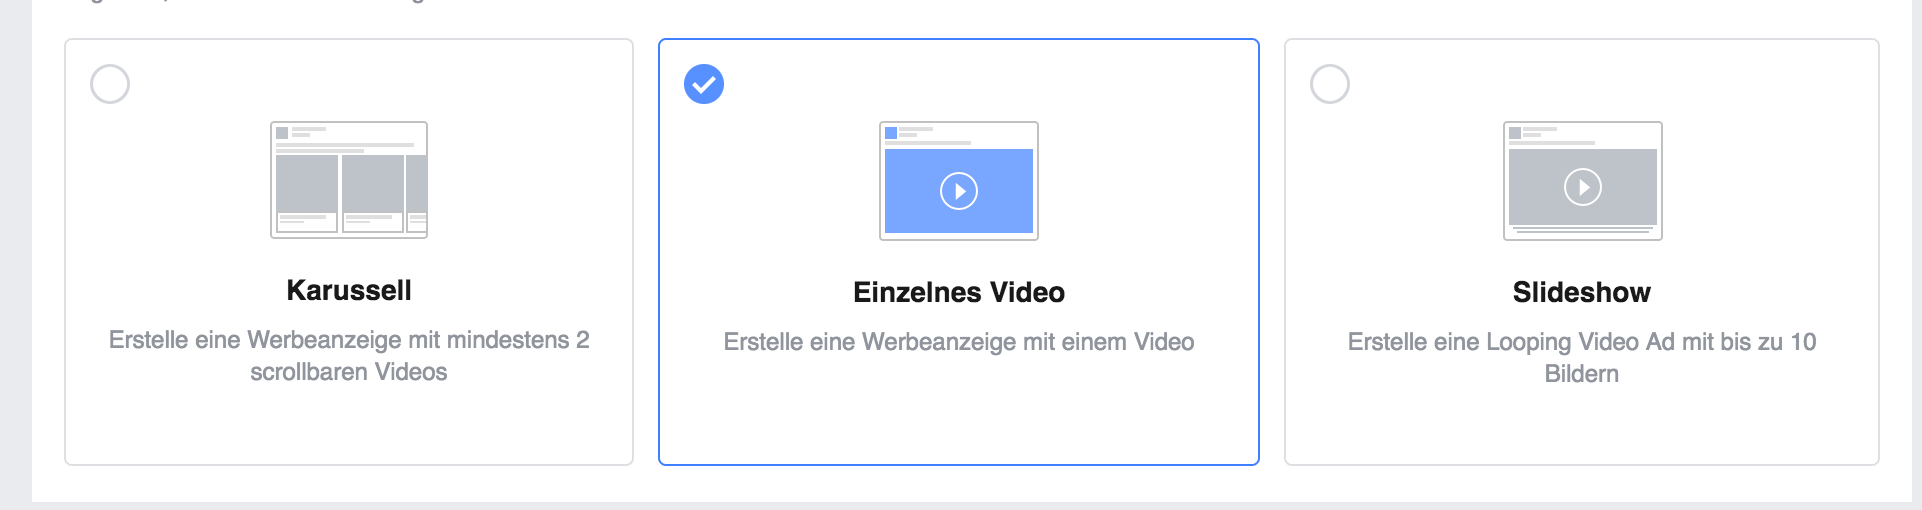 Karussell
Erstelle eine Werbeanzeige mit mindestens 2
scrollbaren Videos
Einzelnes Video
Erstelle eine Werbeanzeige mit einem Video
Slideshow
Erstelle eine Looping Video Ad mit bis zu 10
Bildern